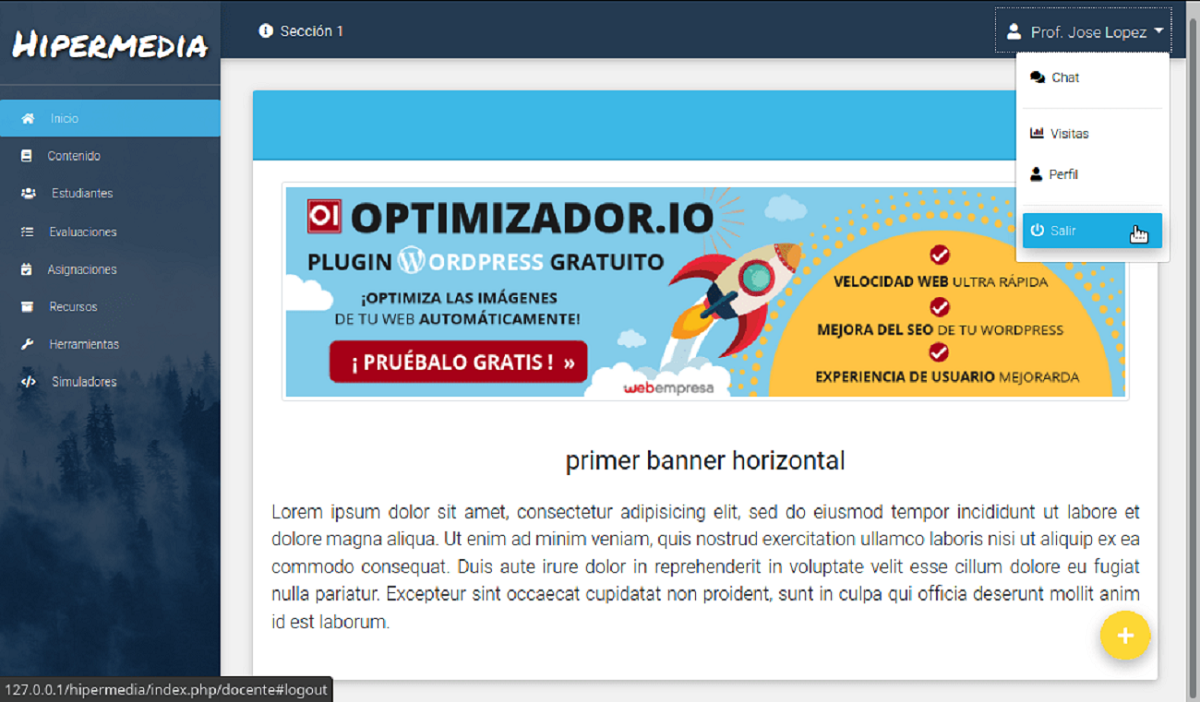 Hipermedia
Sección 1
Prof. Jose Lopez
Chat
Visitas
Perfil
Salir
Inicio
Contenido
Estudiantes
Evaluaciones
Asignaciones
Recursos
Herramientas
Simuladores
OI OPTIMIZADOR.IO
PLUGIN WORDPRESS GRATUITO
¡OPTIMIZA LAS IMÁGENES
DE TU WEB AUTOMÁTICAMENTE!
¡ PRUÉBALO GRATIS ! »
webempresa
VELOCIDAD WEB ULTRA RÁPIDA
MEJORA DEL SEO DE TU WORDPRESS
EXPERIENCIA DE USUARIO MEJORARDA
primer banner horizontal
Lorem ipsum dolor sit amet, consectetur adipisicing elit, sed do eiusmod tempor incididunt ut labore et
dolore magna aliqua. Ut enim ad minim veniam, quis nostrud exercitation ullamco laboris nisi ut aliquip ex ea
commodo consequat. Duis aute irure dolor in reprehenderit in voluptate velit esse cillum dolore eu fugiat
nulla pariatur. Excepteur sint occaecat cupidatat non proident, sunt in culpa qui officia deserunt mollit anim
id est laborum.
+
127.0.0.1/hipermedia/index.php/docente#logout